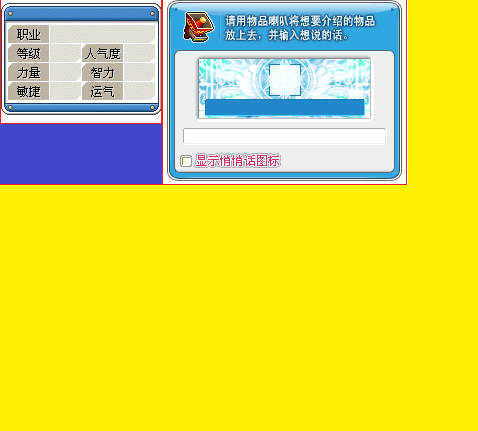 职业
等级 人气度
力量 智力
敏捷 运气
请用物品喇叭将想要介绍的物品
放上去，并输入想说的话。
显示悄悄话图标